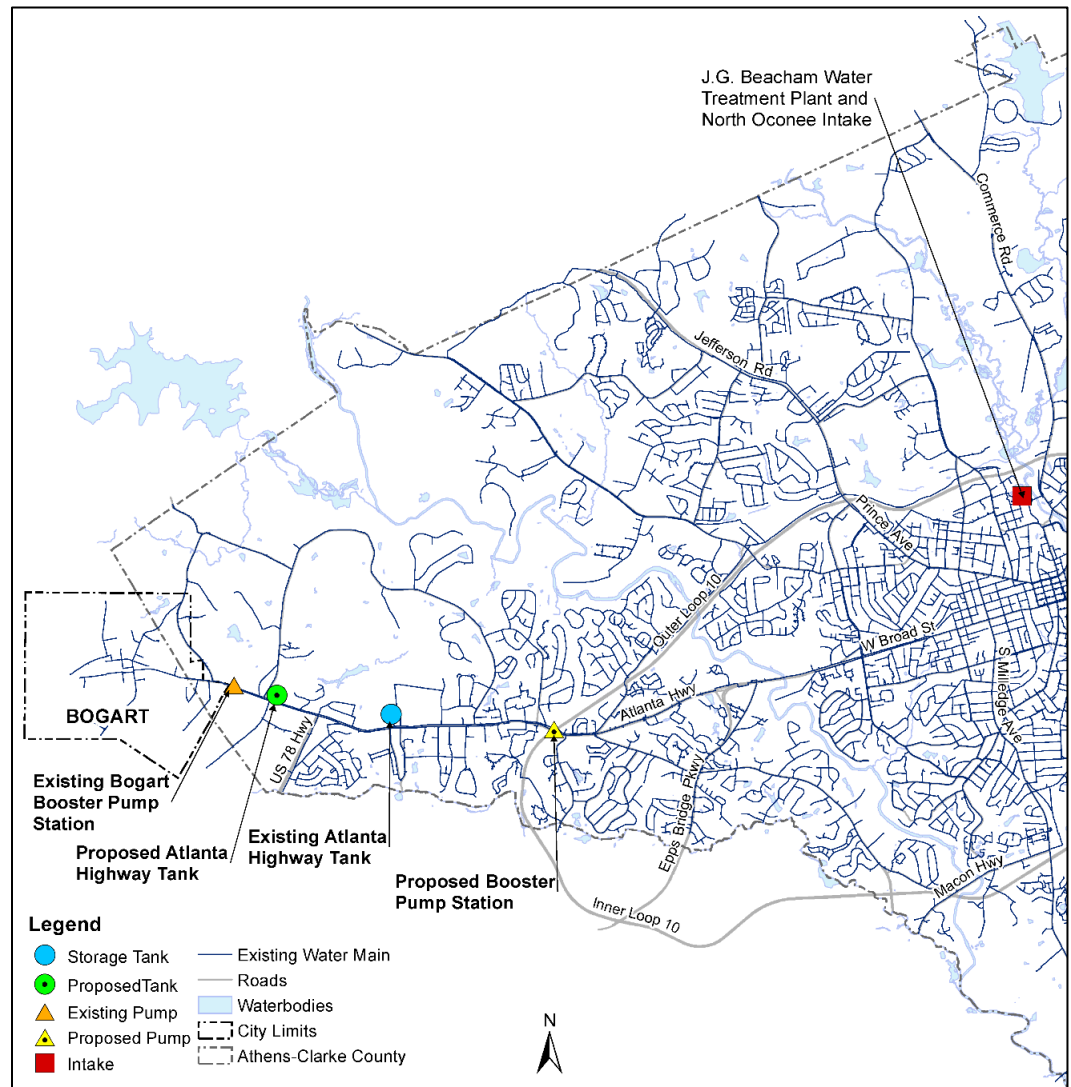 J.G. Beacham Water
Treatment Plant and
North Oconee Intake
Commerce Rd.
Jefferson Rd
Prince Ave
Outer Loop 10
W Broad St
S Milledge Ave
Atlanta Hwy
BOGART
US 78 Hwy
Epps Bridge Pkwy
Existing Bogart
Booster Pump
Station
Proposed Atlanta
Highway Tank
Existing Atlanta
Highway Tank
Proposed Booster
Pump Station
Macon Hwy
Inner Loop 10
Legend
Storage Tank
ProposedTank
Existing Pump
Proposed Pump
Intake
Existing Water Main
Roads
Waterbodies
City Limits
Athens-Clarke County
N